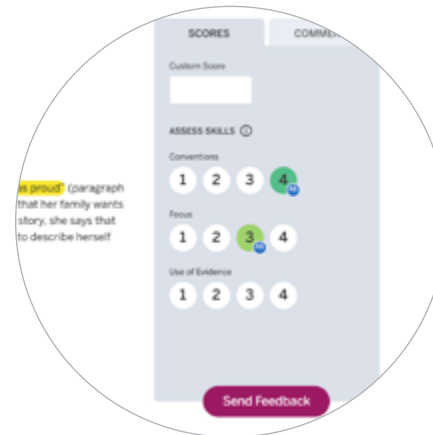 SCORES
Custom Score
ASSESS SKILLS
Conventions
1 2 3 4
as proud" (paragraph
that her family wants
story, she says that
to describe herself
Focus
1 2 3 4
Use of Evidence
1 2 3 4
Send Feedback